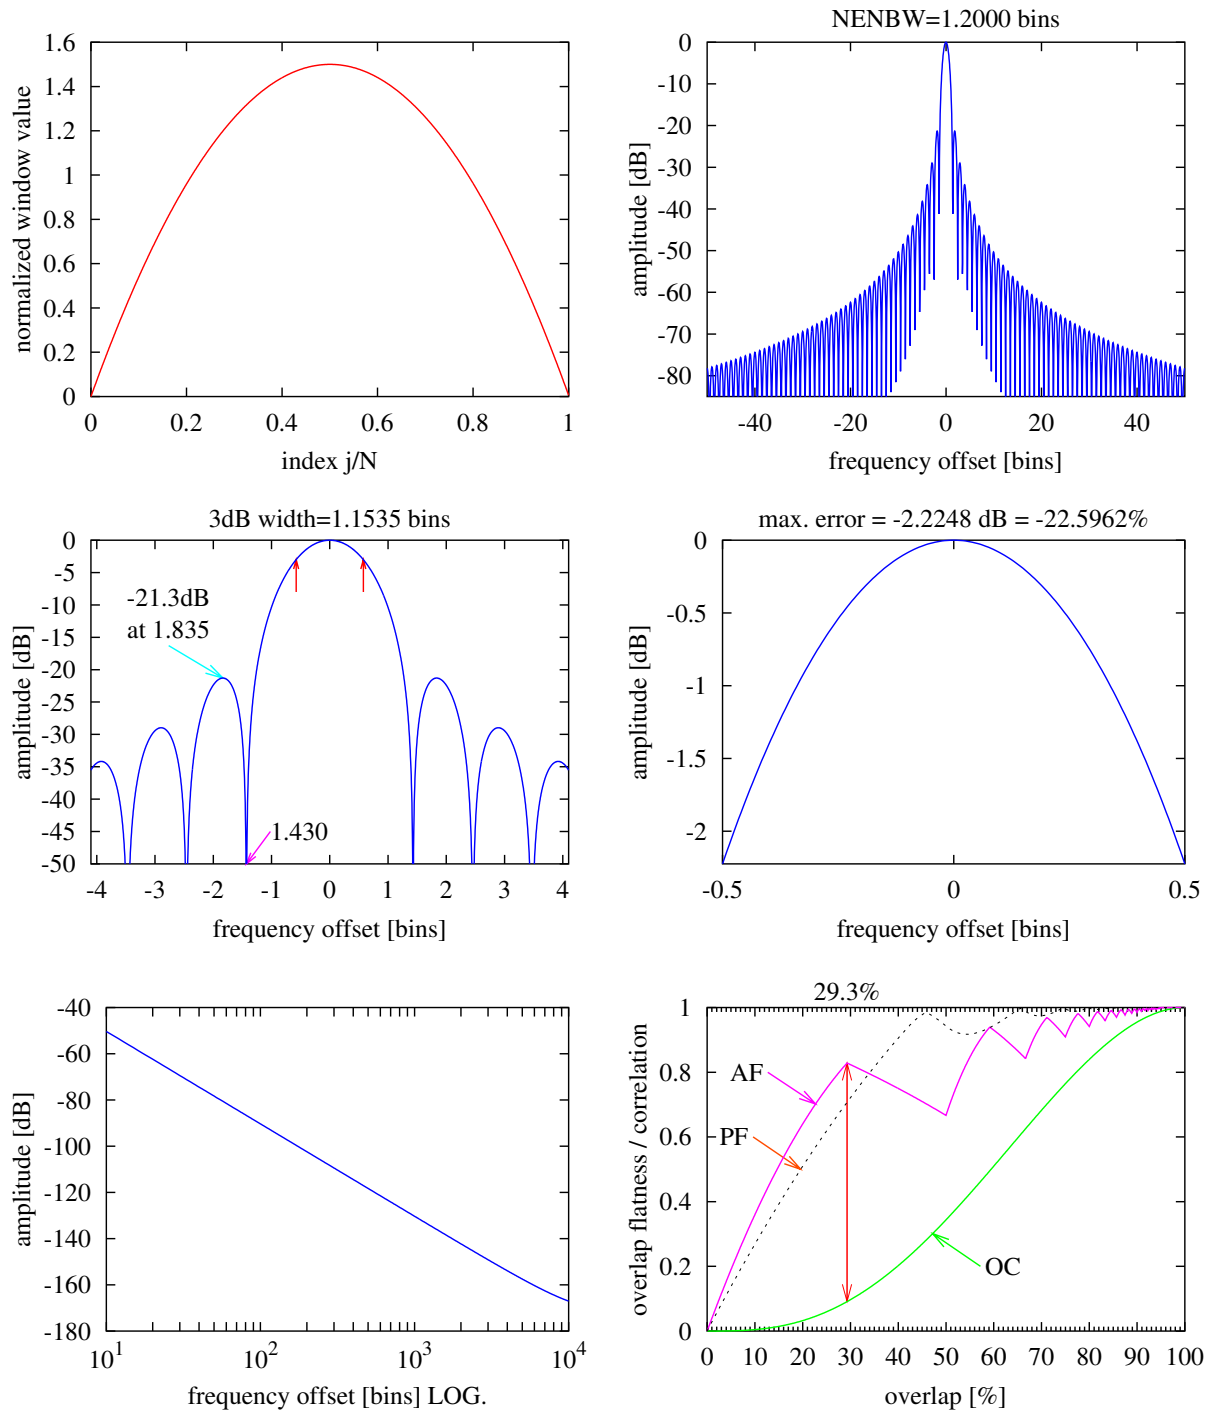 normalized window value
1.6
1.4
1.2
1
0.8
0.6
0.4
0.2
0
0 0.2 0.4 0.6 0.8 1
index j/N
NENBW=1.2000 bins
amplitude [dB]
0
-10
-20
-30
-40
-50
-60
-70
-80
-40 -20 0 20 40
frequency offset [bins]
3dB width=1.1535 bins
amplitude [dB]
0
-5
-10
-15
-20
-25
-30
-35
-40
-45
-50
-21.3dB
at 1.835
1.430
-4 -3 -2 -1 0 1 2 3 4
frequency offset [bins]
max. error = -2.2248 dB = -22.5962%
amplitude [dB]
0
-0.5
-1
-1.5
-2
-0.5 0 0.5
frequency offset [bins]
amplitude [dB]
-40
-60
-80
-100
-120
-140
-160
-180
10^1 10^2 10^3 10^4
frequency offset [bins] LOG.
29.3%
overlap flatness / correlation
1
0.8
0.6
0.4
0.2
0
AF
PF
OC
0 10 20 30 40 50 60 70 80 90 100
overlap [%]